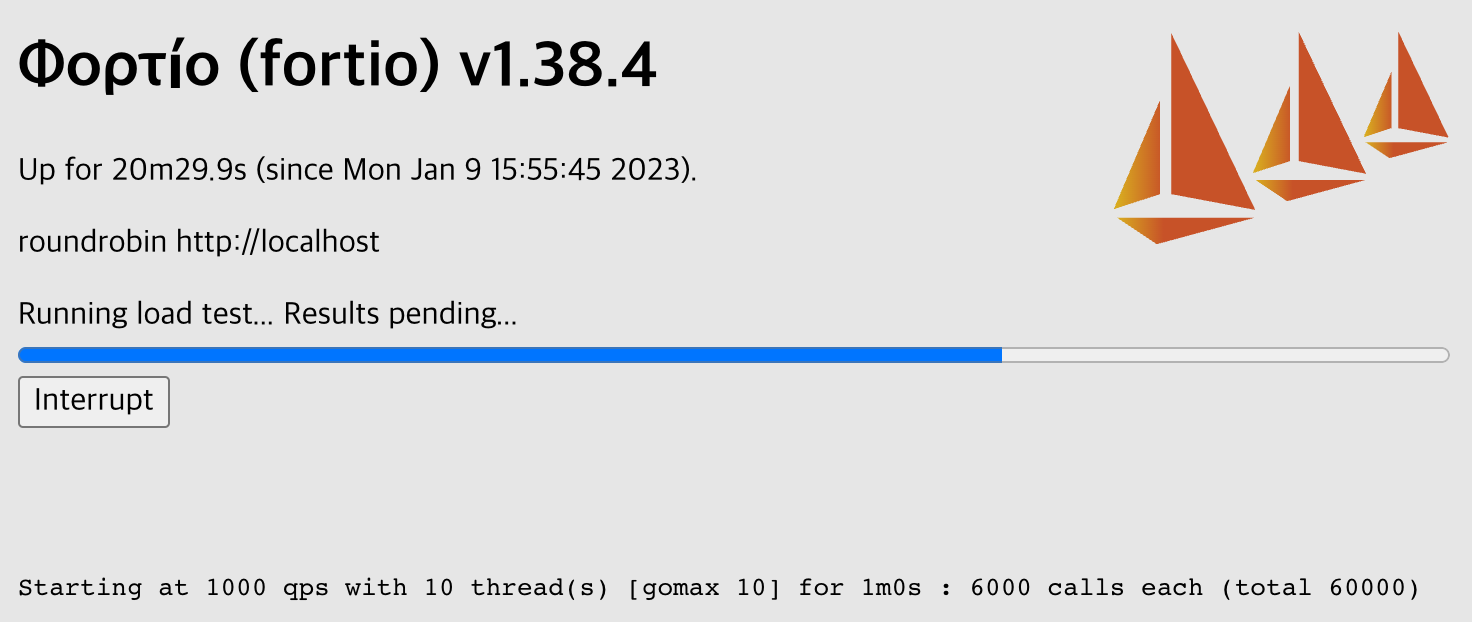 Φορτίο (fortio) v1.38.4
Up for 20m29.9s (since Mon Jan 9 15:55:45 2023).
roundrobin http://localhost
Running load test... Results pending...
Interrupt
Starting at 1000 qps with 10 thread(s) [gomax 10] for 1m0s : 6000 calls each (total 60000)